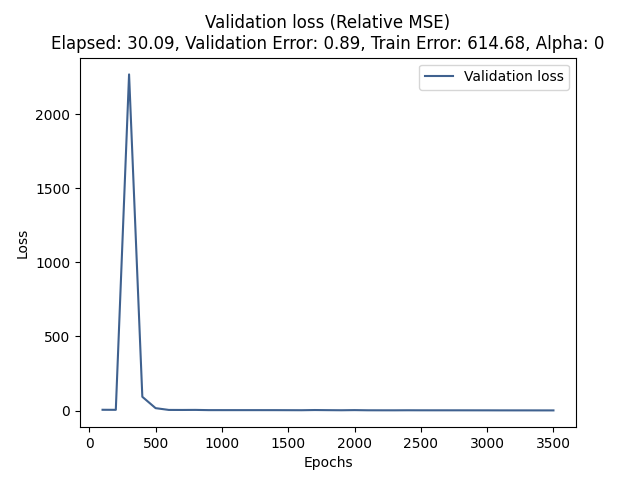 Validation loss (Relative MSE)
Elapsed: 30.09, Validation Error: 0.89, Train Error: 614.68, Alpha: 0
Validation loss
2000
1500
1000
500
0
Loss
0 500 1000 1500 2000 2500 3000 3500
Epochs